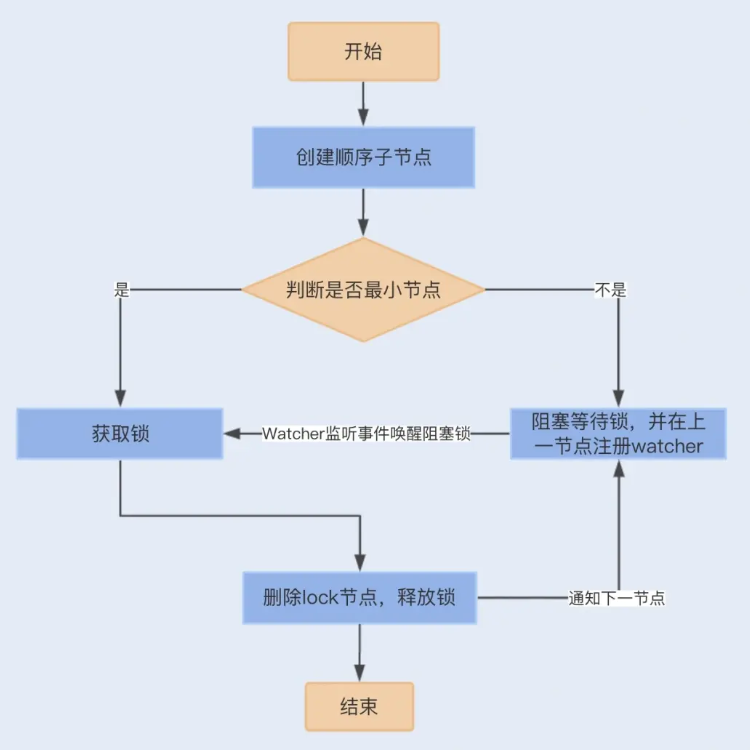 开始
创建顺序子节点
判断是否最小节点
是
不是
获取锁
Watcher监听事件唤醒阻塞锁
阻塞等待锁，并在上
一节点注册watcher
删除lock节点，释放锁
通知下一节点
结束